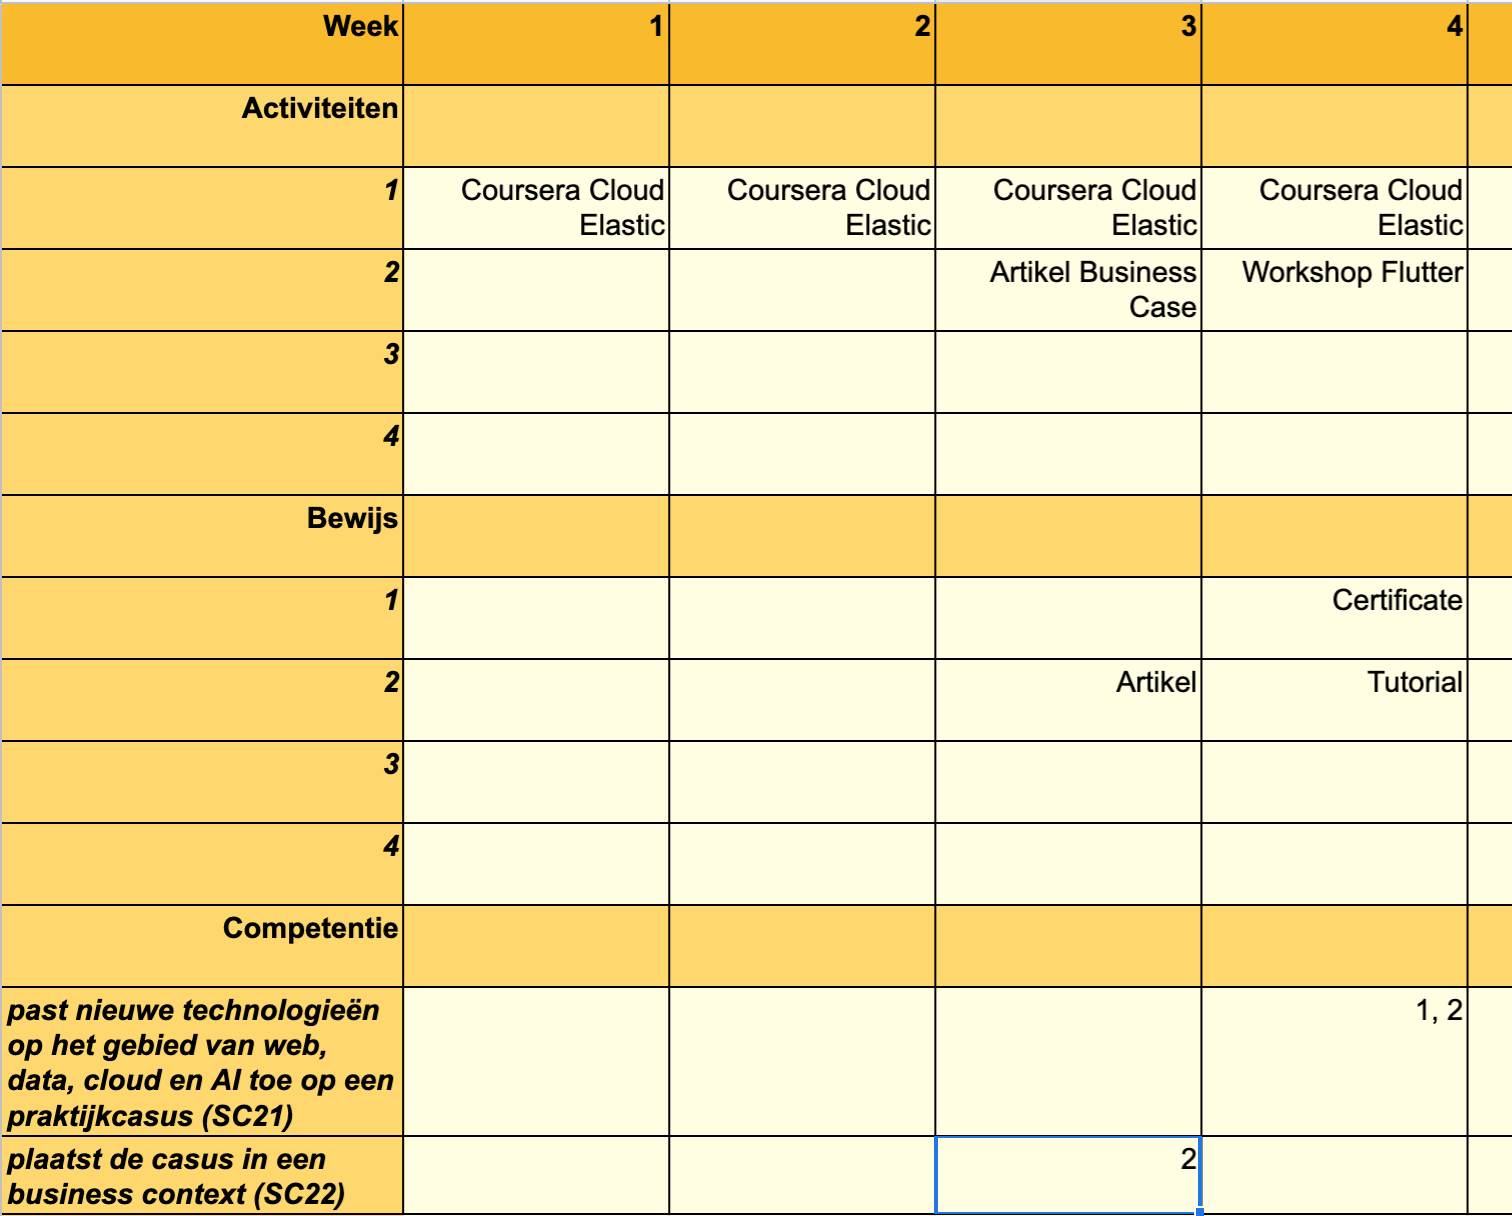 Week 1 2 3 4
Activiteiten
1 Coursera Cloud Elastic Coursera Cloud Elastic Coursera Cloud Elastic Coursera Cloud Elastic
2 Artikel Business Case Workshop Flutter
3
4
Bewijs
1 Certificate
2 Artikel Tutorial
3
4
Competentie
past nieuwe technologieën
op het gebied van web,
data, cloud en AI toe op een
praktijkcasus (SC21)
1, 2
plaatst de casus in een
business context (SC22)
2